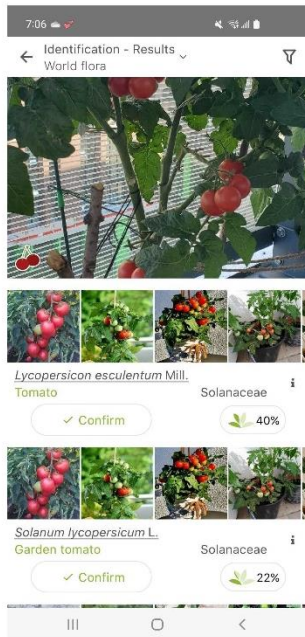 7:06
Identification - Results
World flora
Lycopersicon esculentum Mill.
Tomato
Solanaceae
✓ Confirm
40%
Solanum lycopersicum L.
Garden tomato
Solanaceae
✓ Confirm
22%